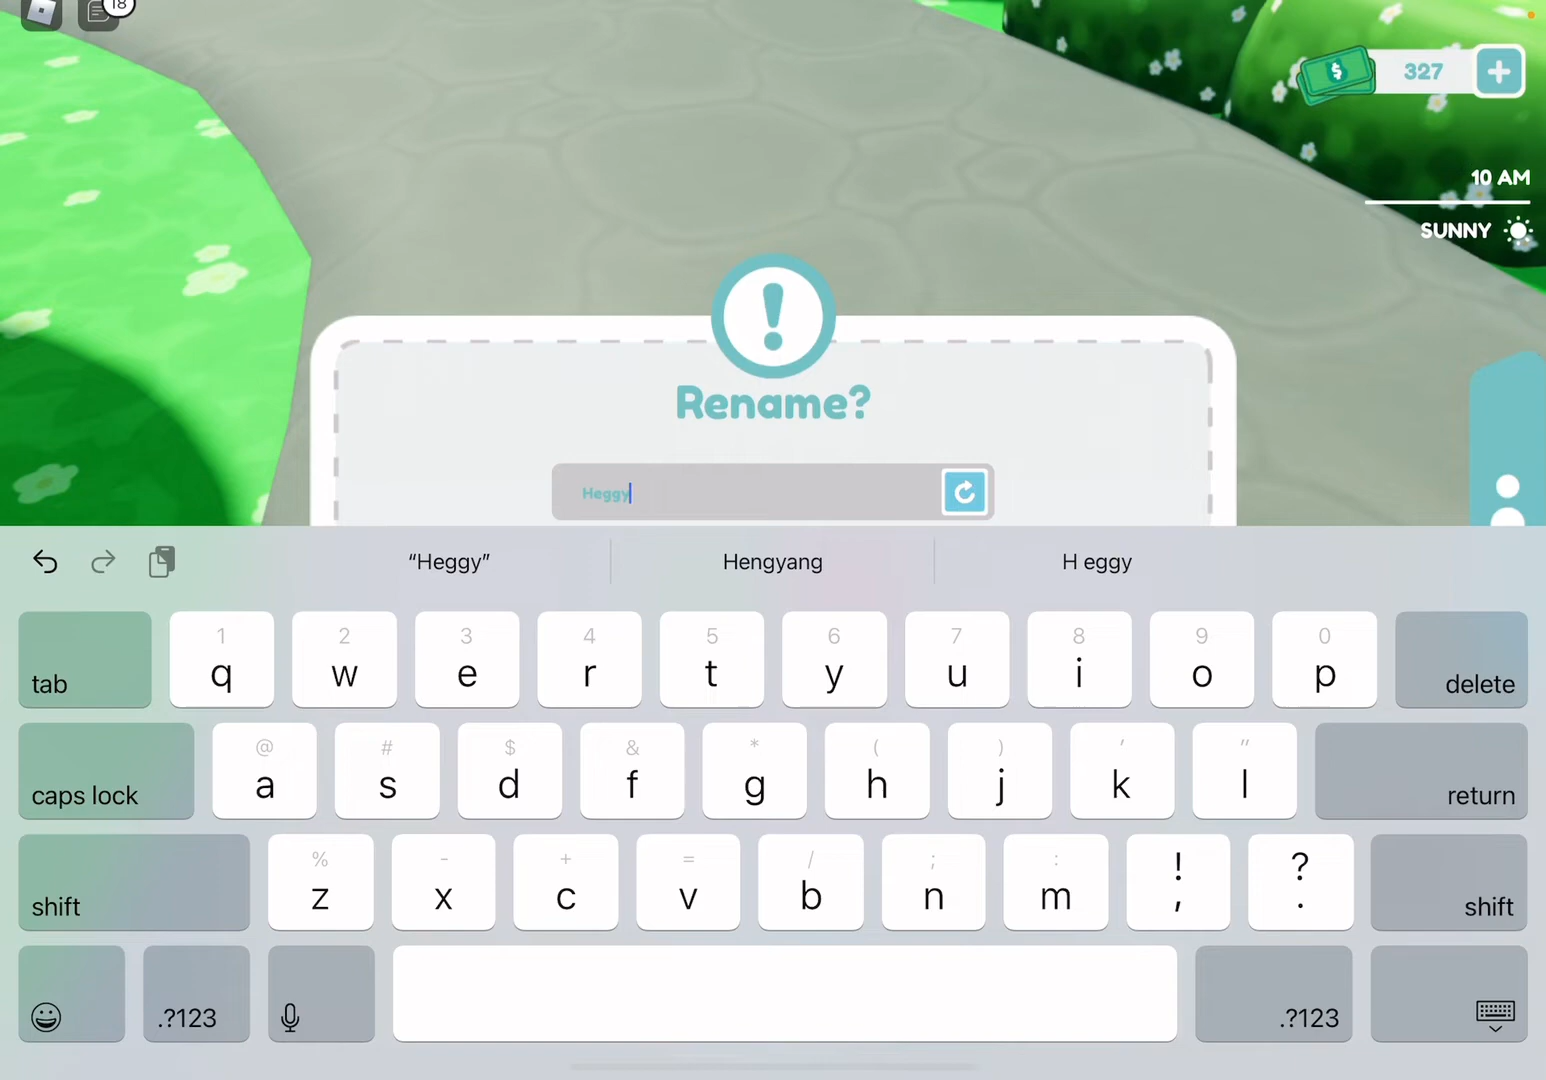 18
$ 327 +
10 AM
SUNNY
!
Rename?
Heggy
“Heggy” Hengyang H eggy
tab 1 q 2 w 3 e 4 r 5 t 6 y 7 u 8 i 9 o 0 p delete
caps lock @ a # s $ d & f * g ( h ) j ' k " l return
shift % z - x + c = v / b ; n : m ! , ? . shift
.?123 .?123